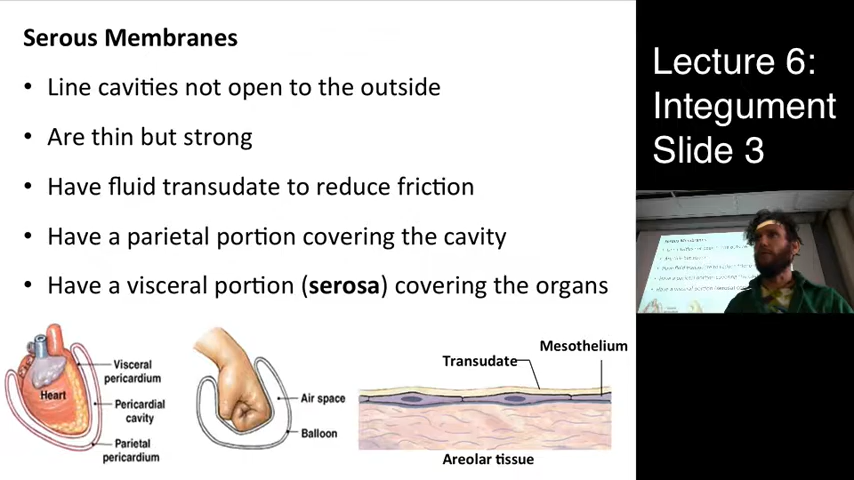 Serous Membranes
• Line cavities not open to the outside
• Are thin but strong
• Have fluid transudate to reduce friction
• Have a parietal portion covering the cavity
• Have a visceral portion (serosa) covering the organs
Heart
Visceral
pericardium
Pericardial
cavity
Parietal
pericardium
Air space
Balloon
Transudate
Mesothelium
Areolar tissue
Lecture 6:
Integument
Slide 3
Serous Membranes